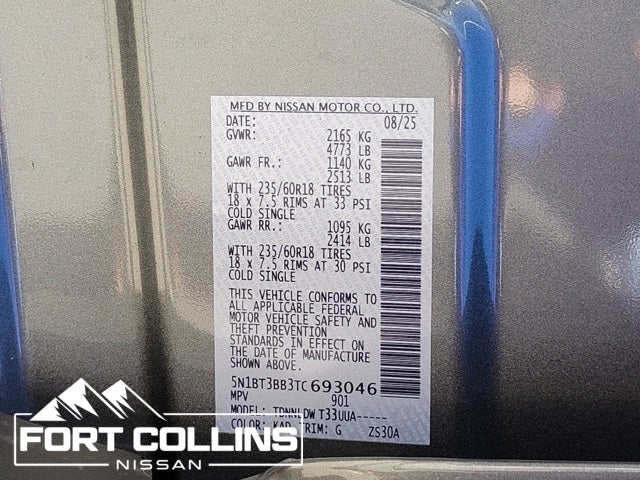 MFD BY NISSAN MOTOR CO., LTD.
DATE: 08/25
GVWR: 2165 KG
4773 LB
GAWR FR.: 1140 KG
2513 LB
WITH 235/60R18 TIRES
18 x 7.5 RIMS AT 33 PSI
COLD SINGLE
GAWR RR.: 1095 KG
2414 LB
WITH 235/60R18 TIRES
18 x 7.5 RIMS AT 30 PSI
COLD SINGLE
THIS VEHICLE CONFORMS TO
ALL APPLICABLE FEDERAL
MOTOR VEHICLE SAFETY AND
THEFT PREVENTION
STANDARDS IN EFFECT ON
THE DATE OF MANUFACTURE
SHOWN ABOVE.
5N1BT3BB3TC693046
MPV 901
MODEL: TDNNLDW T33UUA-----
COLOR: KAD TRIM: G ZS30A
FORT COLLINS
NISSAN